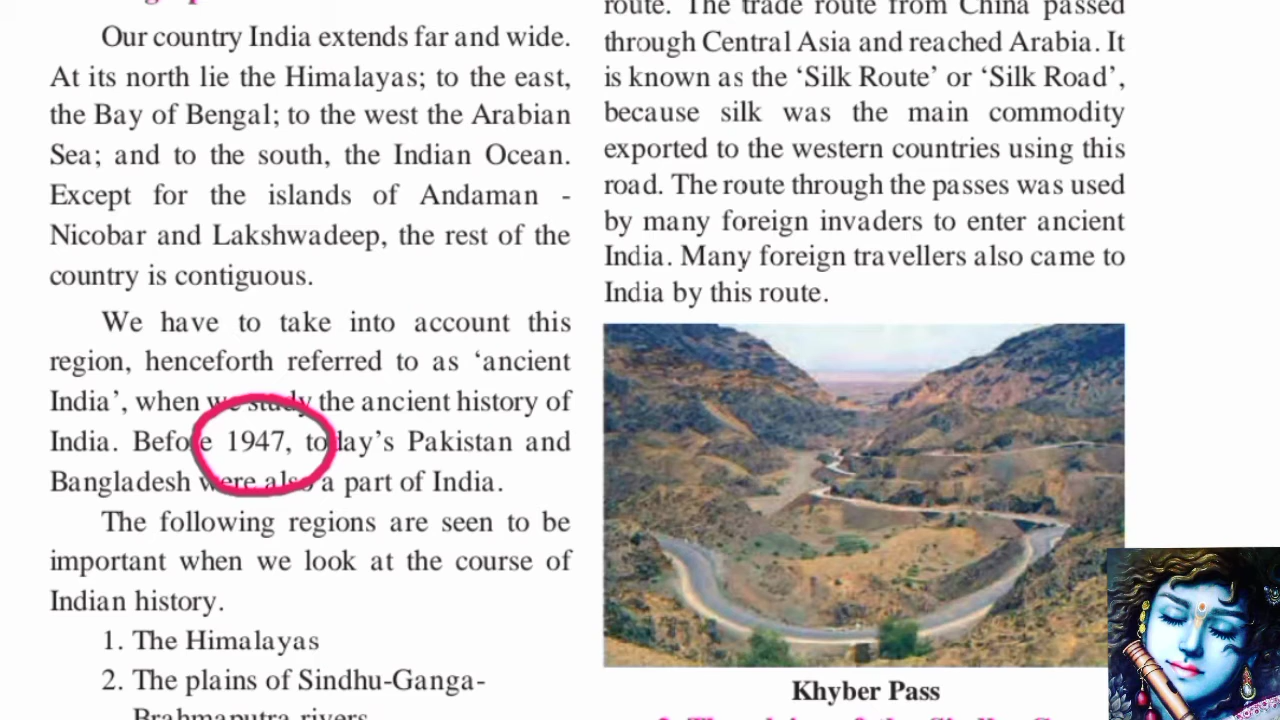 Our country India extends far and wide.
At its north lie the Himalayas; to the east,
the Bay of Bengal; to the west the Arabian
Sea; and to the south, the Indian Ocean.
Except for the islands of Andaman -
Nicobar and Lakshwadeep, the rest of the
country is contiguous.
We have to take into account this
region, henceforth referred to as ‘ancient
India’, when we study the ancient history of
India. Before 1947, today’s Pakistan and
Bangladesh were also a part of India.
The following regions are seen to be
important when we look at the course of
Indian history.
1. The Himalayas
2. The plains of Sindhu-Ganga-
Brahmaputra rivers
route. The trade route from China passed
through Central Asia and reached Arabia. It
is known as the ‘Silk Route’ or ‘Silk Road’,
because silk was the main commodity
exported to the western countries using this
road. The route through the passes was used
by many foreign invaders to enter ancient
India. Many foreign travellers also came to
India by this route.
Khyber Pass